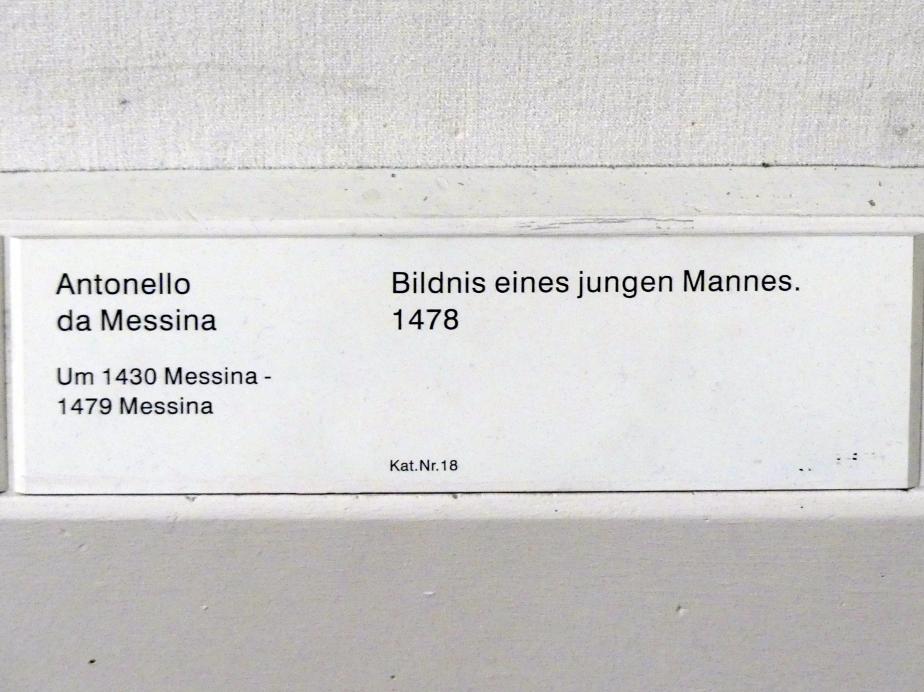 Antonello
da Messina
Um 1430 Messina -
1479 Messina
Bildnis eines jungen Mannes.
1478
Kat.Nr.18